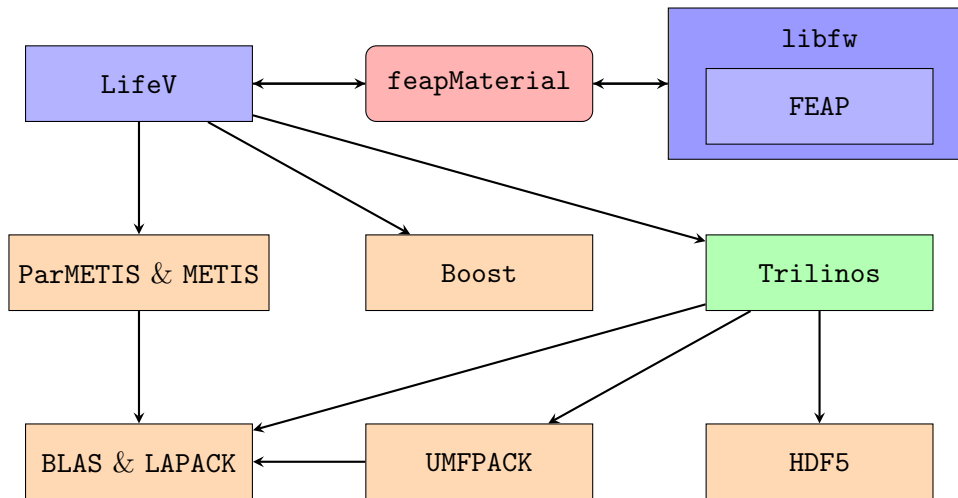 libfw
LifeV
feapMaterial
FEAP
ParMETIS & METIS
Boost
Trilinos
BLAS & LAPACK
UMFPACK
HDF5